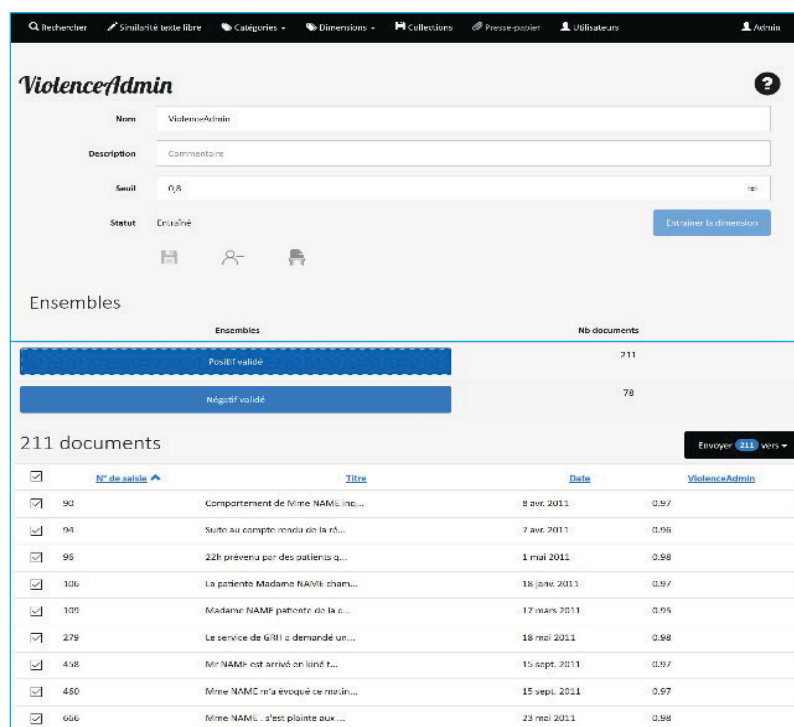 Rechercher Similarité texte libre Catégories Dimensions Collections Presse-papier Utilisateurs Admin
ViolenceAdmin
Nom ViolenceAdmin
Description Commentaire
Seuil 0,8
Statut Entraîné Entrainer la dimension
Ensembles
Ensembles Nb documents
Positif validé 211
Négatif validé 78
211 documents Envoyer 211 vers
N° de saisie Titre Date ViolenceAdmin
90 Comportement de Mme NAME inq... 8 avr. 2011 0.97
94 Suite au compte rendu de la ré... 7 avr. 2011 0.96
96 22h prévenu par des patients q... 1 mai 2011 0.98
106 La patiente Madame NAME cham... 18 janv. 2011 0.97
109 Madame NAME patiente de la c... 17 mars 2011 0.95
279 Le service de GRH a demandé un... 18 mai 2011 0.98
458 Mr NAME est arrivé en kiné t... 15 sept. 2011 0.97
460 Mme NAME m'a évoqué ce matin... 15 sept. 2011 0.97
666 Mme NAME . s'est plainte aux ... 23 mai 2011 0.98